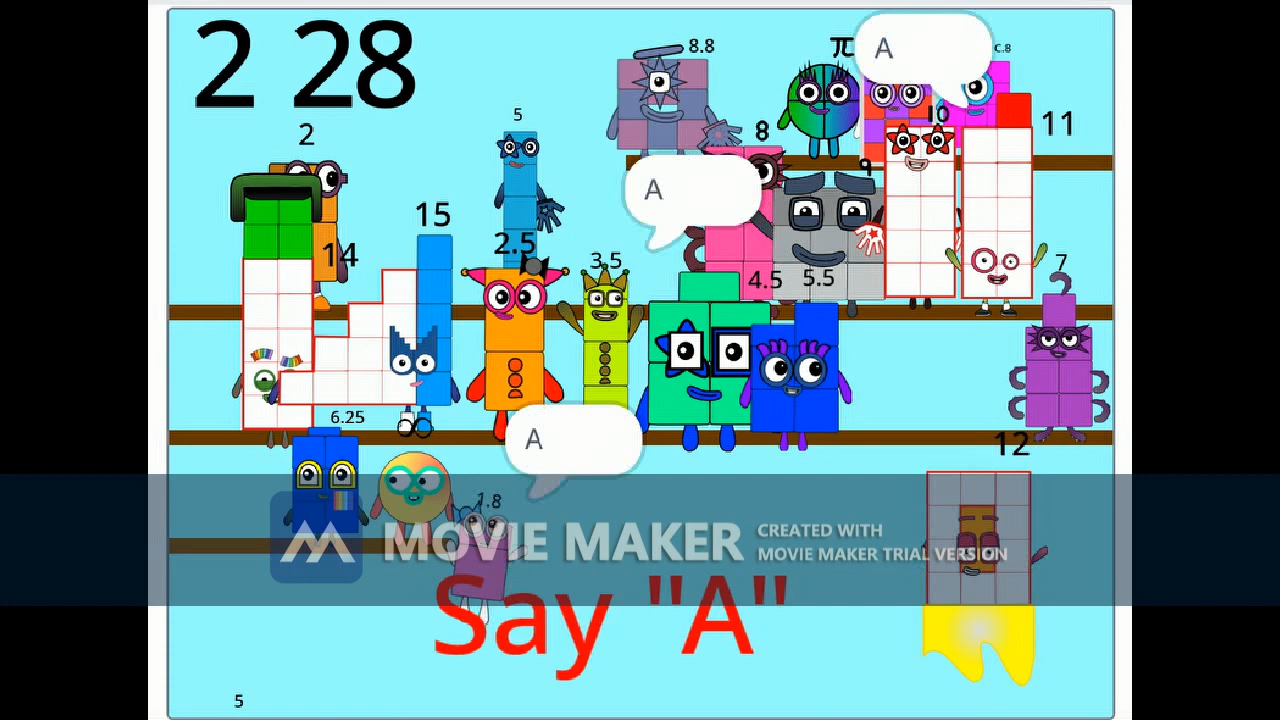 2 28
8.8
π
A
c.8
2
5
8
10
11
A
9
15
14
2.5
3.5
4.5
5.5
7
6.25
A
12
1.8
MOVIE MAKER
CREATED WITH
MOVIE MAKER TRIAL VERSION
Say "A"
5